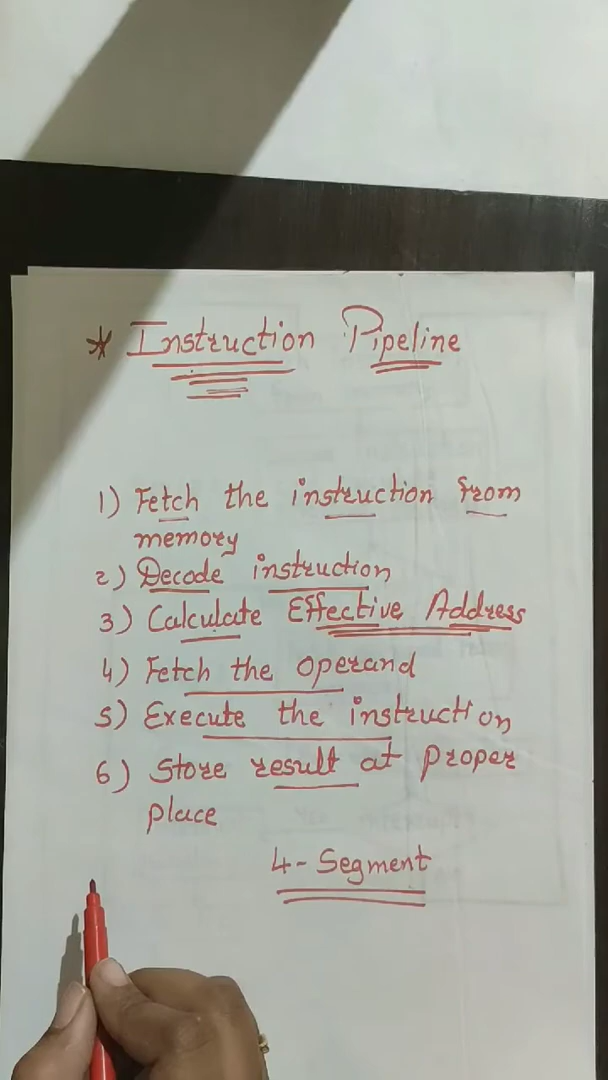 * Instruction Pipeline
1) Fetch the instruction from
memory
2) Decode instruction
3) Calculate Effective Address
4) Fetch the operand
5) Execute the instruction
6) Store result at proper
place
4- Segment